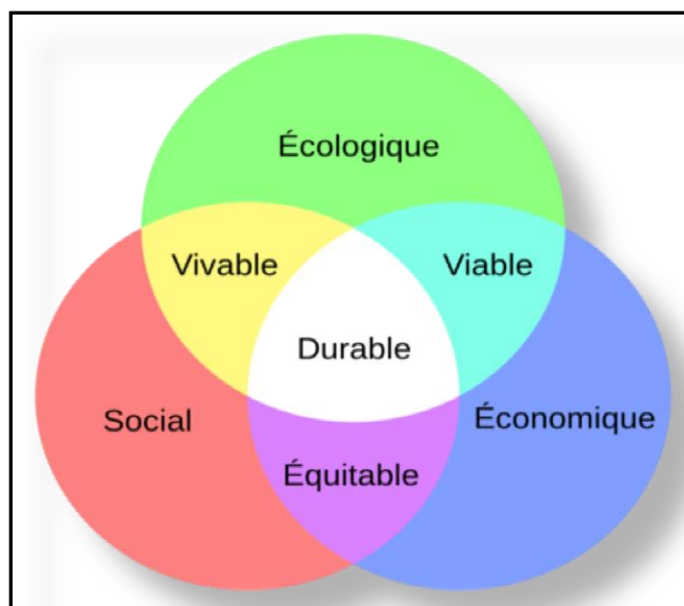 Écologique
Vivable
Viable
Durable
Social
Économique
Équitable